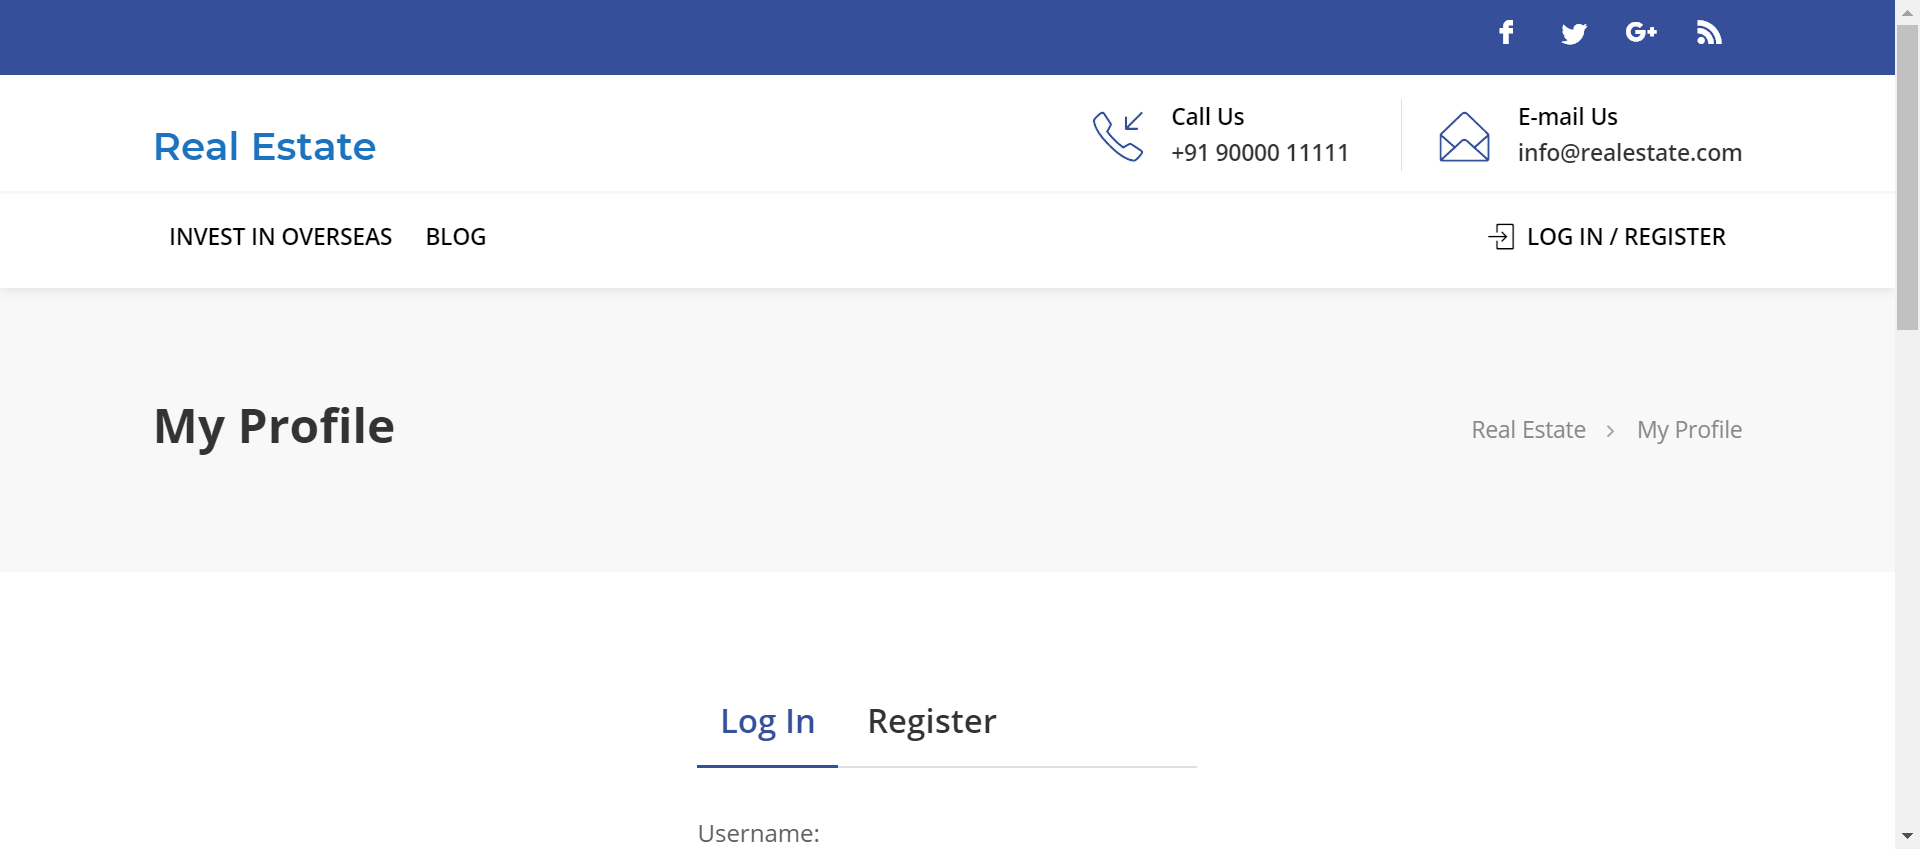 Real Estate
Call Us
+91 90000 11111
E-mail Us
info@realestate.com
INVEST IN OVERSEAS
BLOG
LOG IN / REGISTER
My Profile
Real Estate > My Profile
Log In
Register
Username: